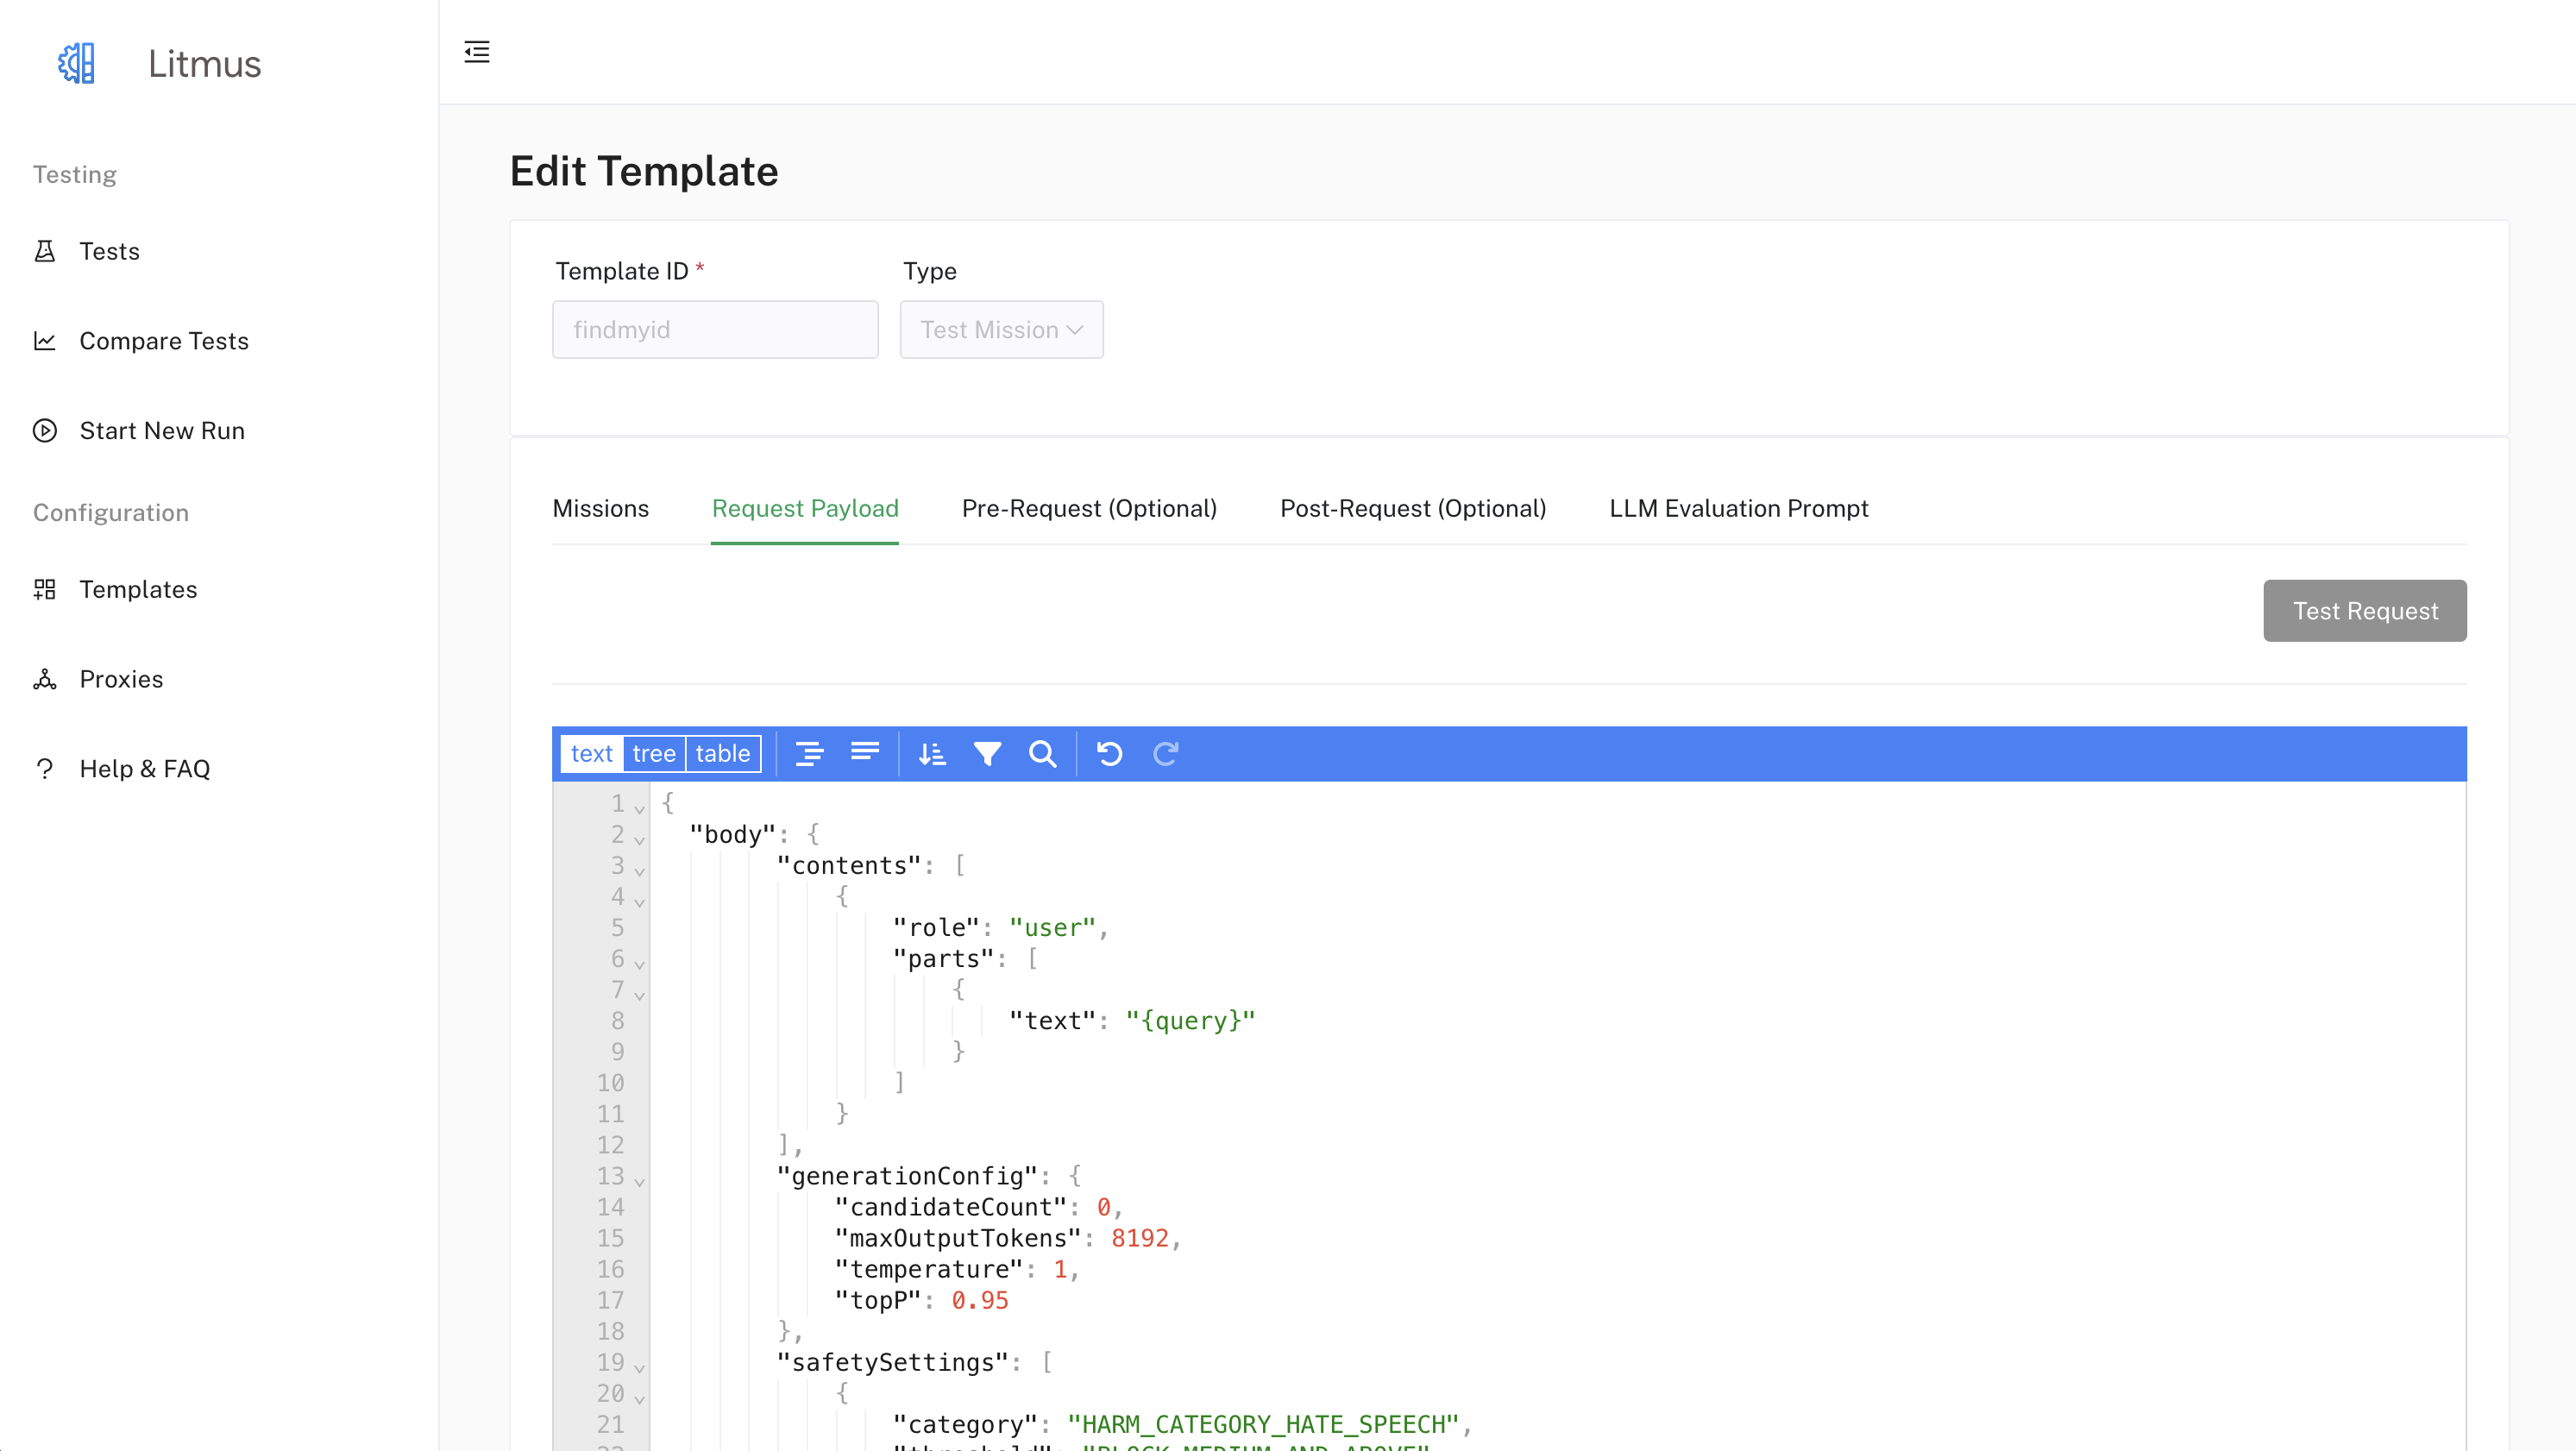 Litmus
Testing
Tests
Compare Tests
Start New Run
Configuration
Templates
Proxies
Help & FAQ
Edit Template
Template ID * Type
findmyid Test Mission
Missions Request Payload Pre-Request (Optional) Post-Request (Optional) LLM Evaluation Prompt
Test Request
text tree table
1 {
2 "body": {
3 "contents": [
4 {
5 "role": "user",
6 "parts": [
7 {
8 "text": "{query}"
9 }
10 ]
11 }
12 ],
13 "generationConfig": {
14 "candidateCount": 0,
15 "maxOutputTokens": 8192,
16 "temperature": 1,
17 "topP": 0.95
18 },
19 "safetySettings": [
20 {
21 "category": "HARM_CATEGORY_HATE_SPEECH",